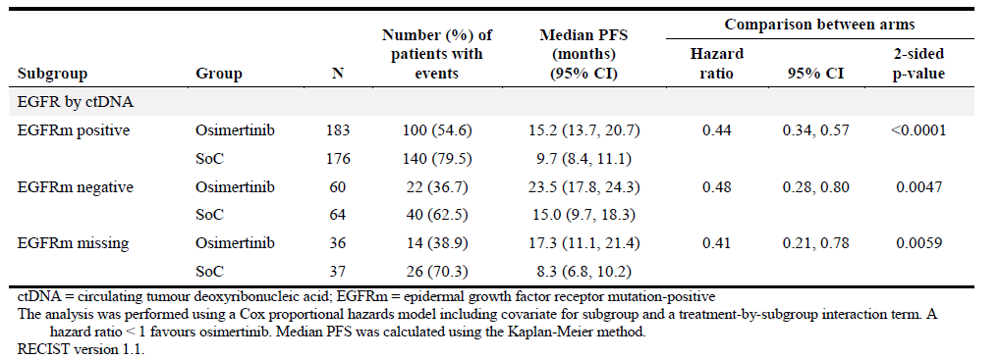 Subgroup Group N Number (%) of patients with events Median PFS (months) (95% CI) Comparison between arms Hazard ratio 95% CI 2-sided p-value
EGFR by ctDNA
EGFRm positive Osimertinib 183 100 (54.6) 15.2 (13.7, 20.7) 0.44 0.34, 0.57 <0.0001
SoC 176 140 (79.5) 9.7 (8.4, 11.1)
EGFRm negative Osimertinib 60 22 (36.7) 23.5 (17.8, 24.3) 0.48 0.28, 0.80 0.0047
SoC 64 40 (62.5) 15.0 (9.7, 18.3)
EGFRm missing Osimertinib 36 14 (38.9) 17.3 (11.1, 21.4) 0.41 0.21, 0.78 0.0059
SoC 37 26 (70.3) 8.3 (6.8, 10.2)
ctDNA = circulating tumour deoxyribonucleic acid; EGFRm = epidermal growth factor receptor mutation-positive
The analysis was performed using a Cox proportional hazards model including covariate for subgroup and a treatment-by-subgroup interaction term. A
hazard ratio < 1 favours osimertinib. Median PFS was calculated using the Kaplan-Meier method.
RECIST version 1.1.